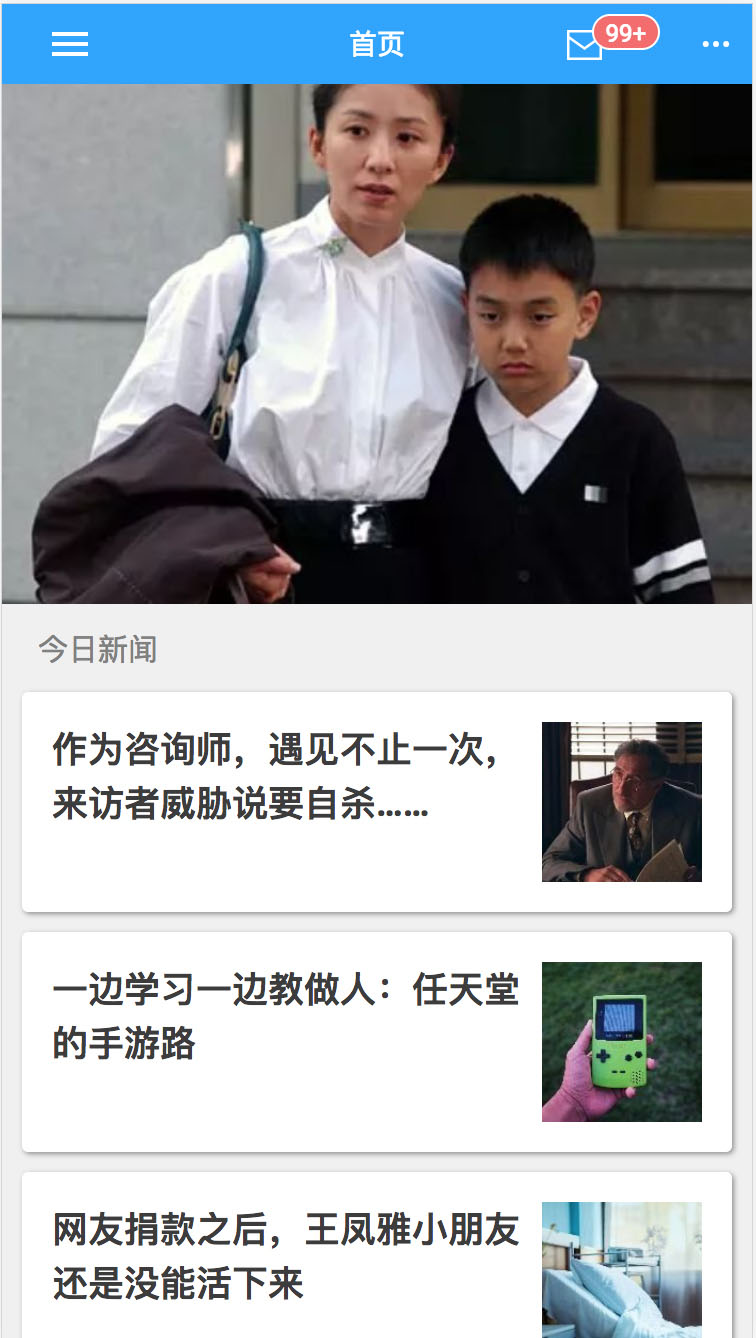 首页
99+
今日新闻
作为咨询师，遇见不止一次，
来访者威胁说要自杀……
一边学习一边教做人：任天堂
的手游路
网友捐款之后，王凤雅小朋友
还是没能活下来